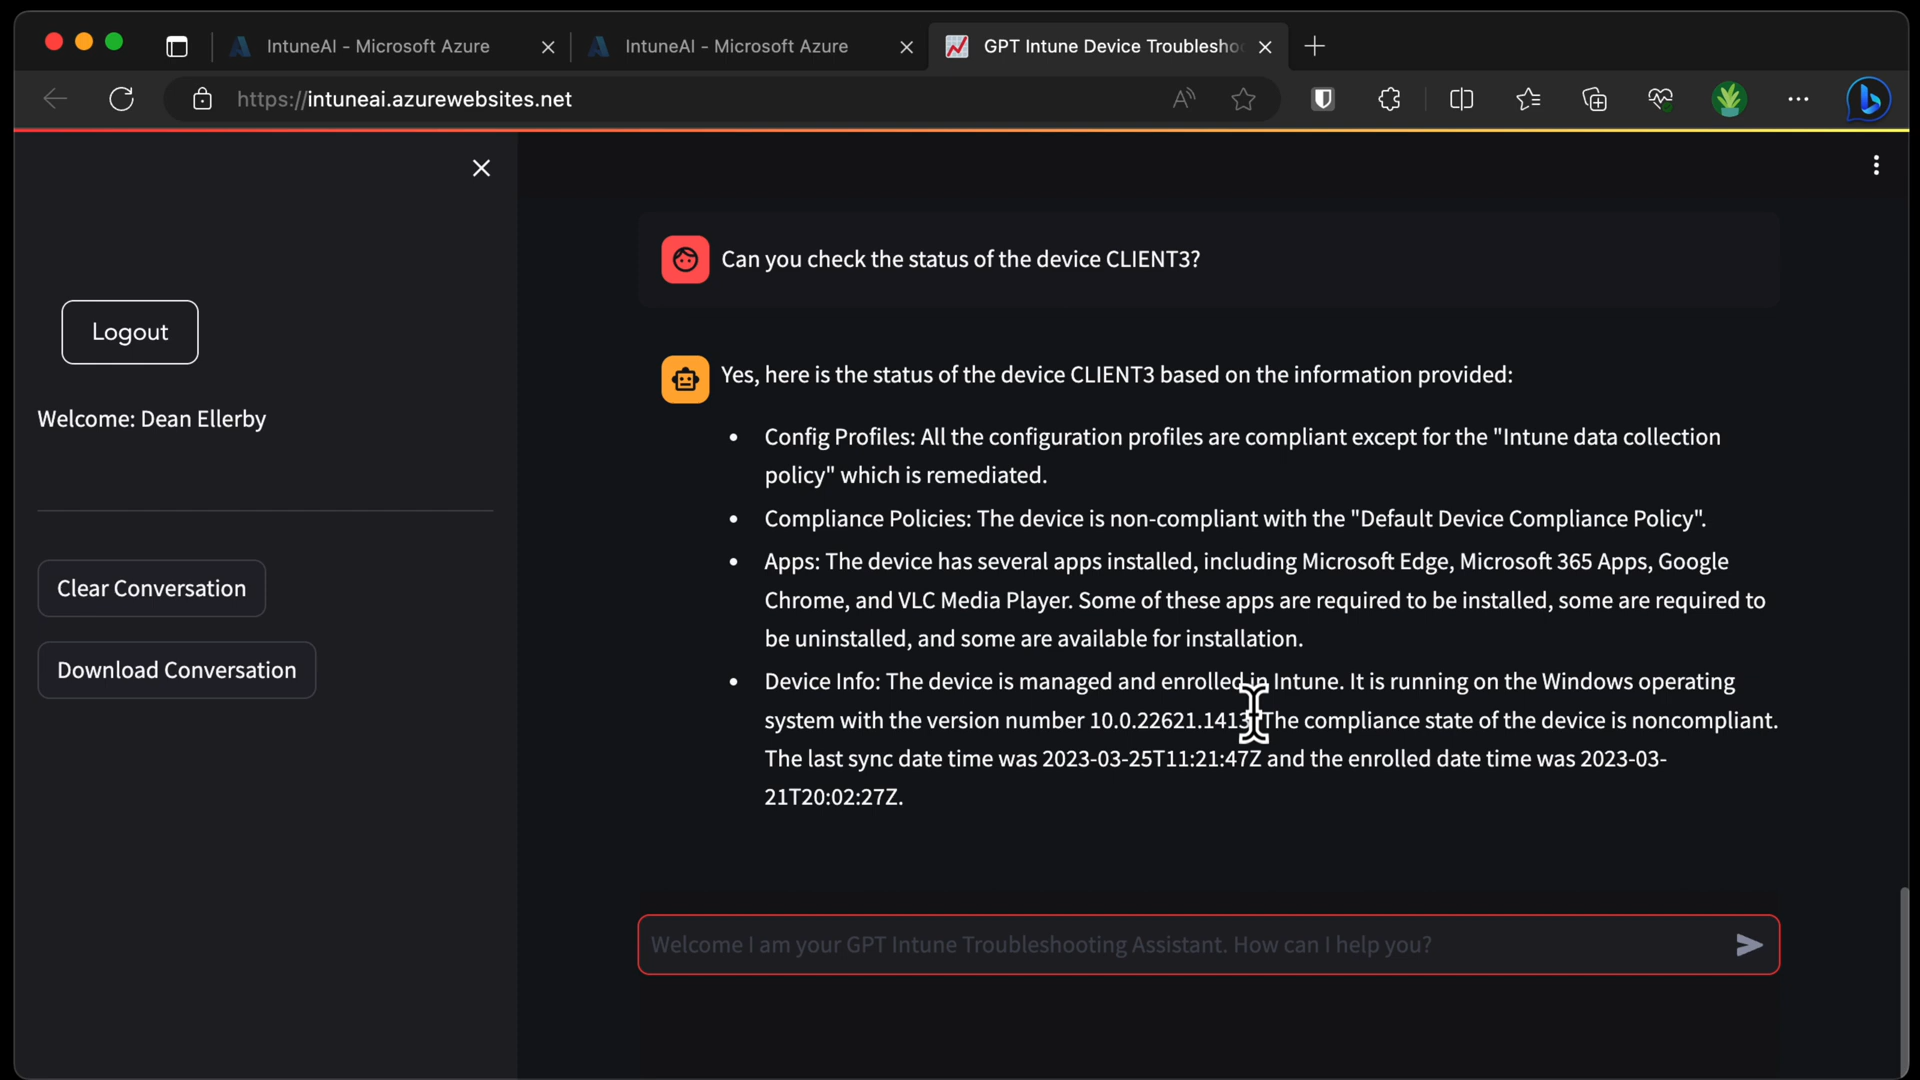 IntuneAI - Microsoft Azure
IntuneAI - Microsoft Azure
GPT Intune Device Troublesho
https://intuneai.azurewebsites.net
Logout
Welcome: Dean Ellerby
Clear Conversation
Download Conversation
Can you check the status of the device CLIENT3?
Yes, here is the status of the device CLIENT3 based on the information provided:
• Config Profiles: All the configuration profiles are compliant except for the "Intune data collection
policy" which is remediated.
• Compliance Policies: The device is non-compliant with the "Default Device Compliance Policy".
• Apps: The device has several apps installed, including Microsoft Edge, Microsoft 365 Apps, Google
Chrome, and VLC Media Player. Some of these apps are required to be installed, some are required to
be uninstalled, and some are available for installation.
• Device Info: The device is managed and enrolled in Intune. It is running on the Windows operating
system with the version number 10.0.22621.1413. The compliance state of the device is noncompliant.
The last sync date time was 2023-03-25T11:21:47Z and the enrolled date time was 2023-03-
21T20:02:27Z.
Welcome I am your GPT Intune Troubleshooting Assistant. How can I help you?